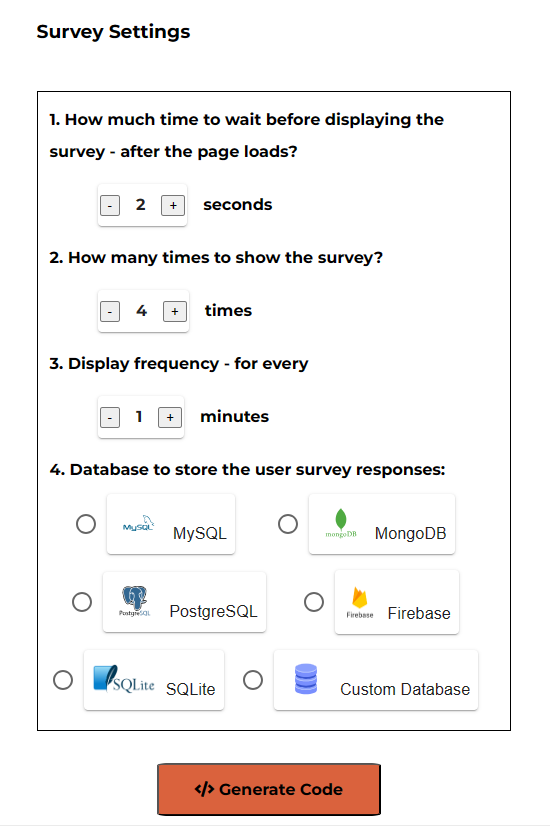 Survey Settings
1. How much time to wait before displaying the
survey - after the page loads?
- 2 + seconds
2. How many times to show the survey?
- 4 + times
3. Display frequency - for every
- 1 + minutes
4. Database to store the user survey responses:
MySQL MySQL mongoDB MongoDB
PostgreSQL PostgreSQL Firebase Firebase
SQLite SQLite Custom Database
</> Generate Code